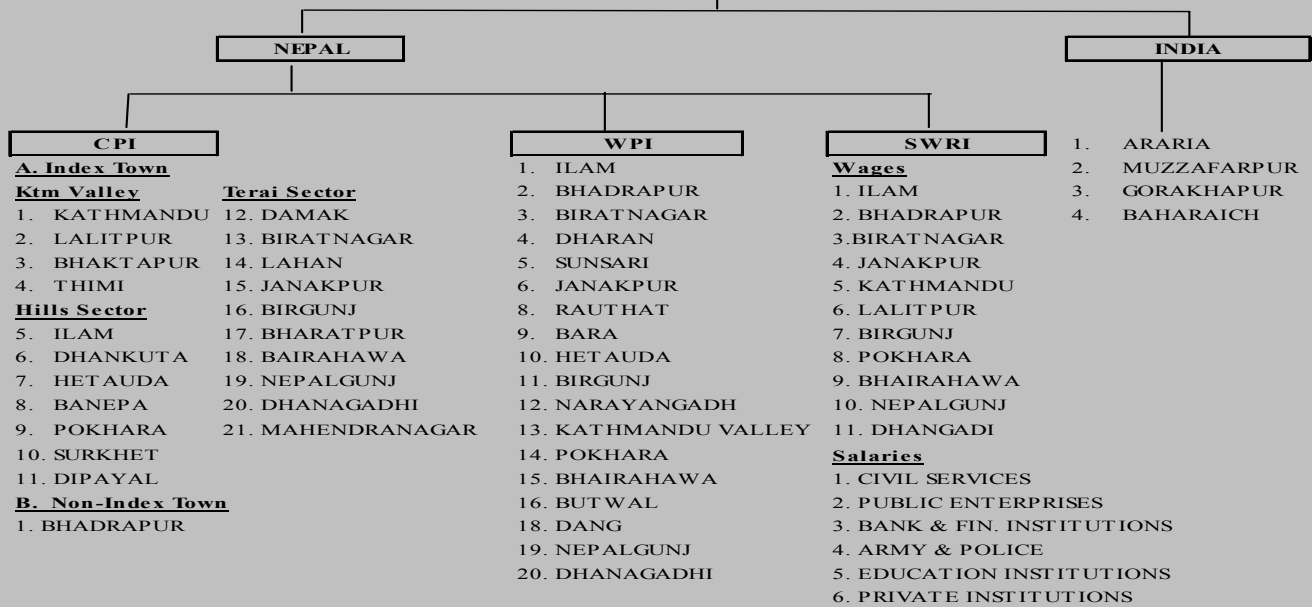 NEPAL
INDIA
CPI
A. Index Town
Ktm Valley
1. KATHMANDU
2. LALITPUR
3. BHAKTAPUR
4. THIMI
Hills Sector
5. ILAM
6. DHANKUTA
7. HETAUDA
8. BANEPA
9. POKHARA
10. SURKHET
11. DIPAYAL
B. Non-Index Town
1. BHADRAPUR
Terai Sector
12. DAMAK
13. BIRATNAGAR
14. LAHAN
15. JANAKPUR
16. BIRGUNJ
17. BHARATPUR
18. BAIRAHAWA
19. NEPALGUNJ
20. DHANAGADHI
21. MAHENDRANAGAR
WPI
1. ILAM
2. BHADRAPUR
3. BIRATNAGAR
4. DHARAN
5. SUNSARI
6. JANAKPUR
8. RAUTHAT
9. BARA
10. HETAUDA
11. BIRGUNJ
12. NARAYANGADH
13. KATHMANDU VALLEY
14. POKHARA
15. BHAIRAHAWA
16. BUTWAL
18. DANG
19. NEPALGUNJ
20. DHANAGADHI
SWRI
Wages
1. ILAM
2. BHADRAPUR
3.BIRATNAGAR
4. JANAKPUR
5. KATHMANDU
6. LALITPUR
7. BIRGUNJ
8. POKHARA
9. BHAIRAHAWA
10. NEPALGUNJ
11. DHANGADI
Salaries
1. CIVIL SERVICES
2. PUBLIC ENTERPRISES
3. BANK & FIN. INSTITUTIONS
4. ARMY & POLICE
5. EDUCATION INSTITUTIONS
6. PRIVATE INSTITUTIONS
1. ARARIA
2. MUZZAFARPUR
3. GORAKHAPUR
4. BAHARAICH